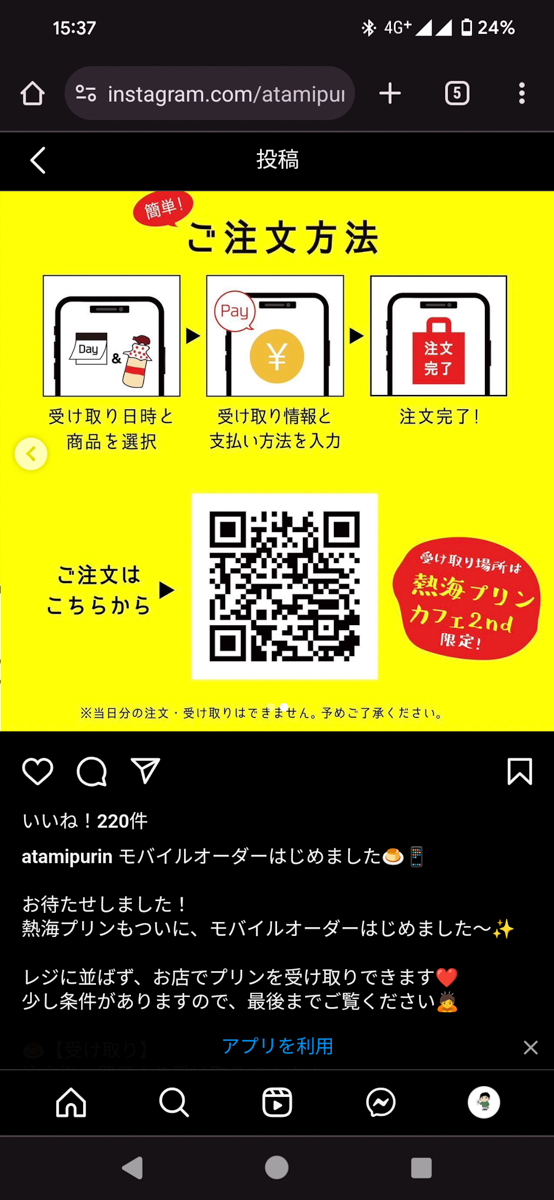 15:37
4G+
24%
instagram.com/atamipur
5
投稿
簡単！
ご注文方法
Day
&
Pay
¥
注文
完了
受け取り日時と
商品を選択
受け取り情報と
支払い方法を入力
注文完了！
ご注文は
こちらから
受け取り場所は
熱海プリン
カフェ2nd
限定！
※当日分の注文・受け取りはできません。予めご了承ください。
いいね！220件
atamipurin モバイルオーダーはじめました🍮📱
お待たせしました！
熱海プリンもついに、モバイルオーダーはじめました〜✨
レジに並ばず、お店でプリンを受け取りできます❤️
少し条件がありますので、最後までご覧ください🙇
🍮【受け取り】
アプリを利用